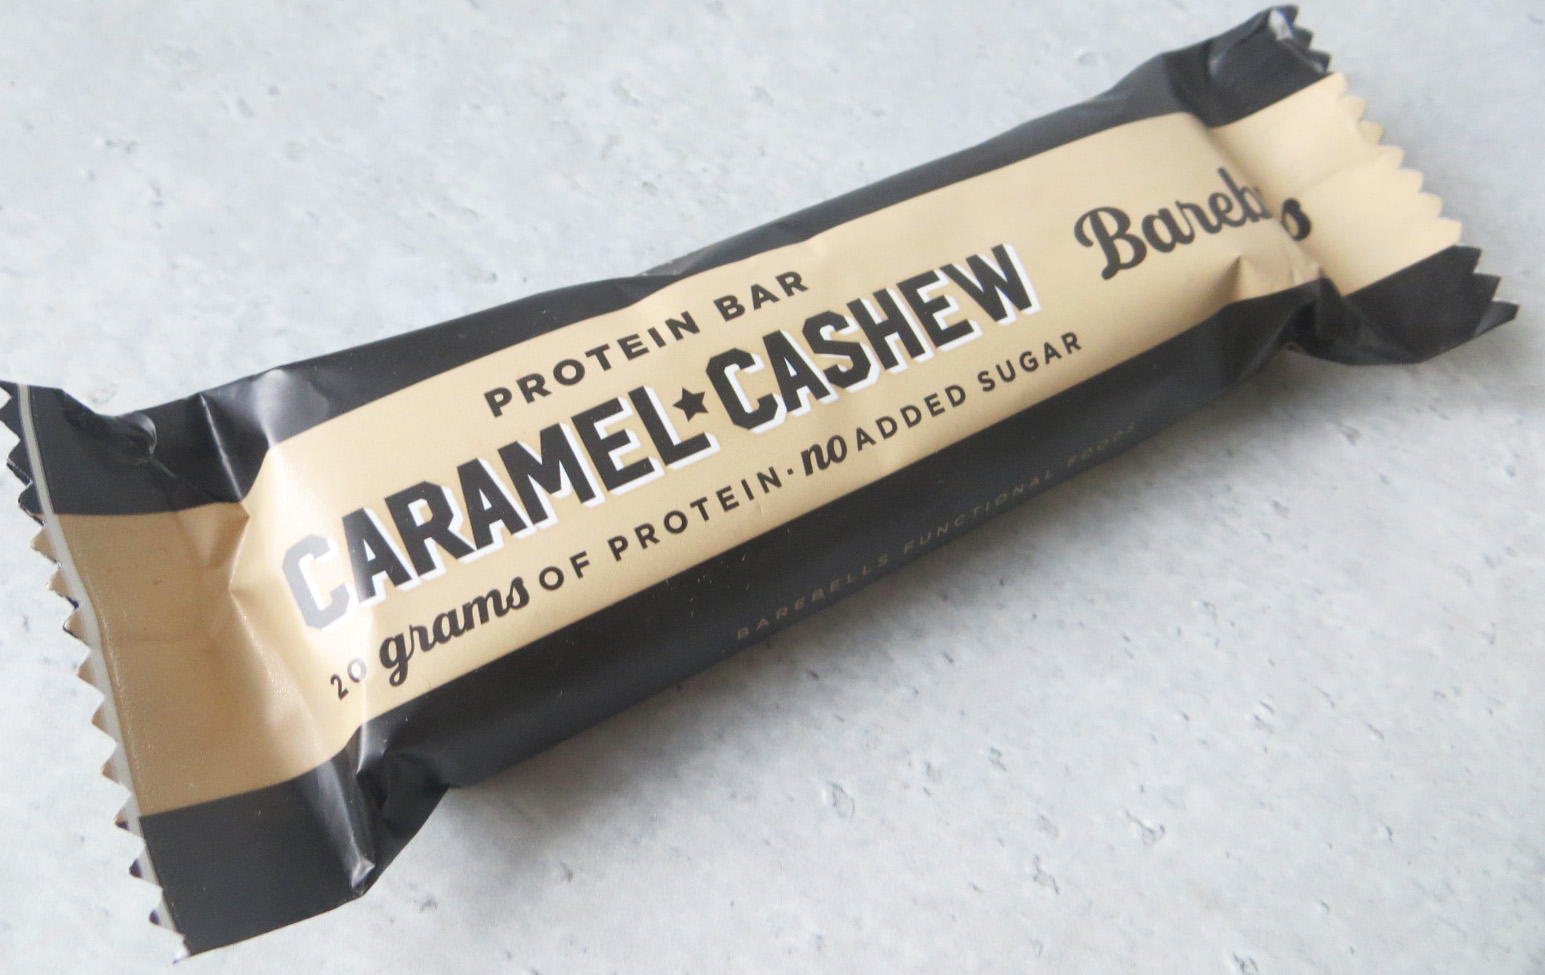 PROTEIN BAR
CARAMEL★CASHEW
20 grams OF PROTEIN · no ADDED SUGAR
BAREBELLS FUNCTIONAL FOODS